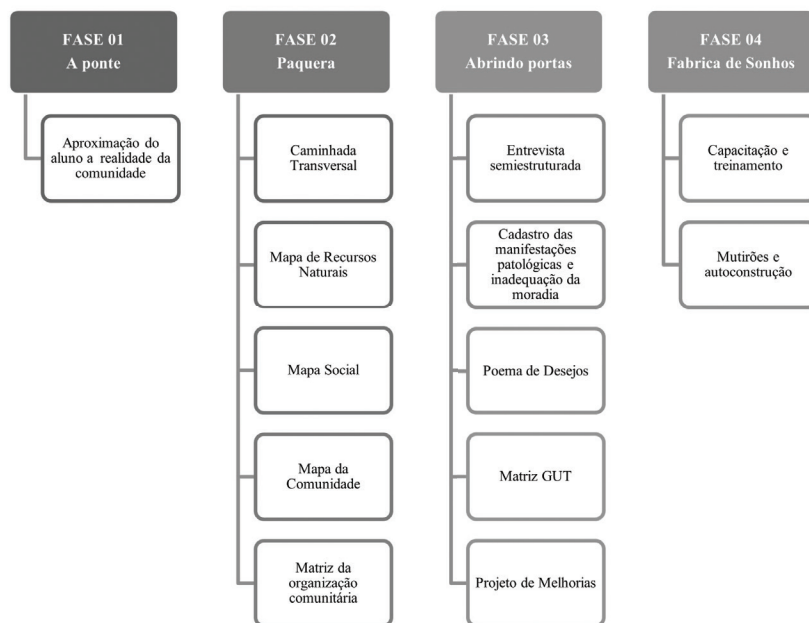 FASE 01
A ponte
Aproximação do
aluno a realidade da
comunidade
FASE 02
Paquera
Caminhada
Transversal
Mapa de Recursos
Naturais
Mapa Social
Mapa da
Comunidade
Matriz da
organização
comunitária
FASE 03
Abrindo portas
Entrevista
semiestruturada
Cadastro das
manifestações
patológicas e
inadequação da
moradia
Poema de Desejos
Matriz GUT
Projeto de Melhorias
FASE 04
Fabrica de Sonhos
Capacitação e
treinamento
Mutirões e
autoconstrução